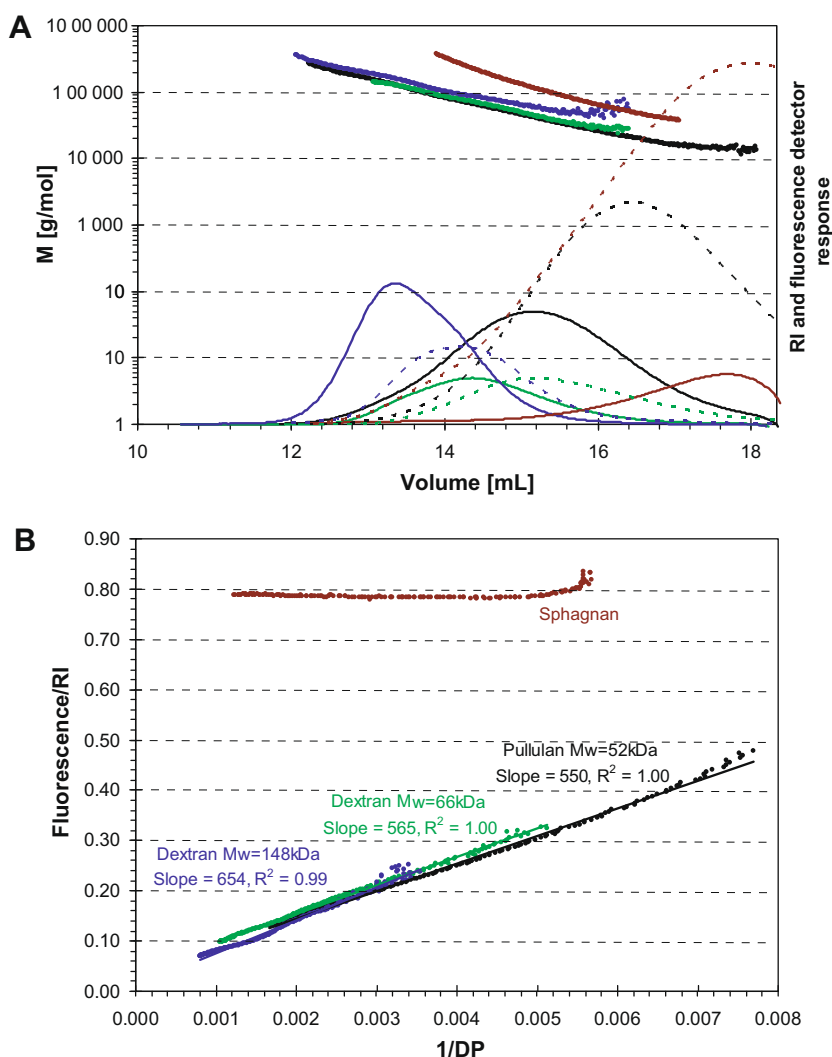 A
10 00 000
100 000
10 000
1 000
10
10
1
M [g/mol]
RI and fluorescence detector
response
10
12
14
16
18
Volume [mL]
B
0.90
0.80
0.70
0.60
0.50
0.40
0.30
0.20
0.10
0.00
Fluorescence/RI
Sphagnan
Pullulan Mw=52kDa
Slope = 550, R² = 1.00
Dextran Mw=66kDa
Slope = 565, R² = 1.00
Dextran Mw=148kDa
Slope = 654, R² = 0.99
0.000
0.001
0.002
0.003
0.004
0.005
0.006
0.007
0.008
1/DP